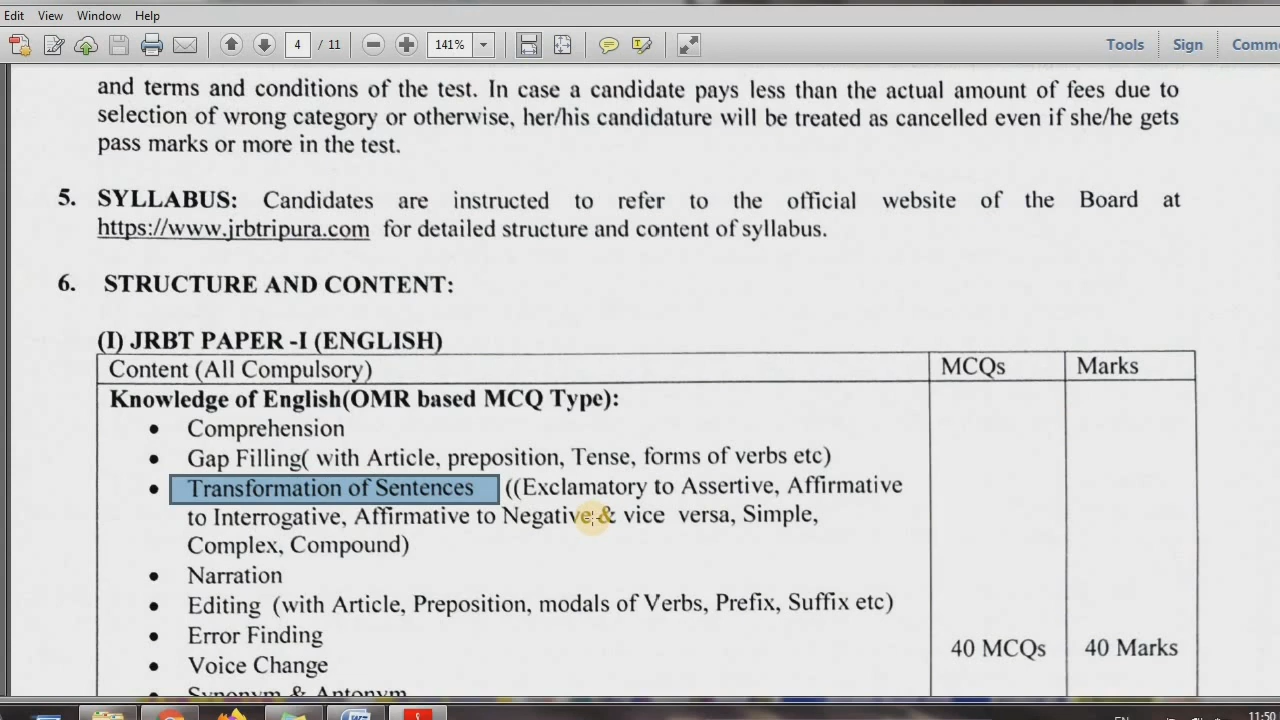 Edit View Window Help
4 / 11 141% Tools Sign Comme
and terms and conditions of the test. In case a candidate pays less than the actual amount of fees due to
selection of wrong category or otherwise, her/his candidature will be treated as cancelled even if she/he gets
pass marks or more in the test.
5. SYLLABUS: Candidates are instructed to refer to the official website of the Board at
https://www.jrbtripura.com for detailed structure and content of syllabus.
6. STRUCTURE AND CONTENT:
(I) JRBT PAPER -I (ENGLISH)
Content (All Compulsory) MCQs Marks
Knowledge of English(OMR based MCQ Type):
• Comprehension
• Gap Filling( with Article, preposition, Tense, forms of verbs etc)
• Transformation of Sentences ((Exclamatory to Assertive, Affirmative
to Interrogative, Affirmative to Negative & vice versa, Simple,
Complex, Compound)
• Narration
• Editing (with Article, Preposition, modals of Verbs, Prefix, Suffix etc)
• Error Finding
40 MCQs 40 Marks
• Voice Change
• Synonym & Antonym
11:50